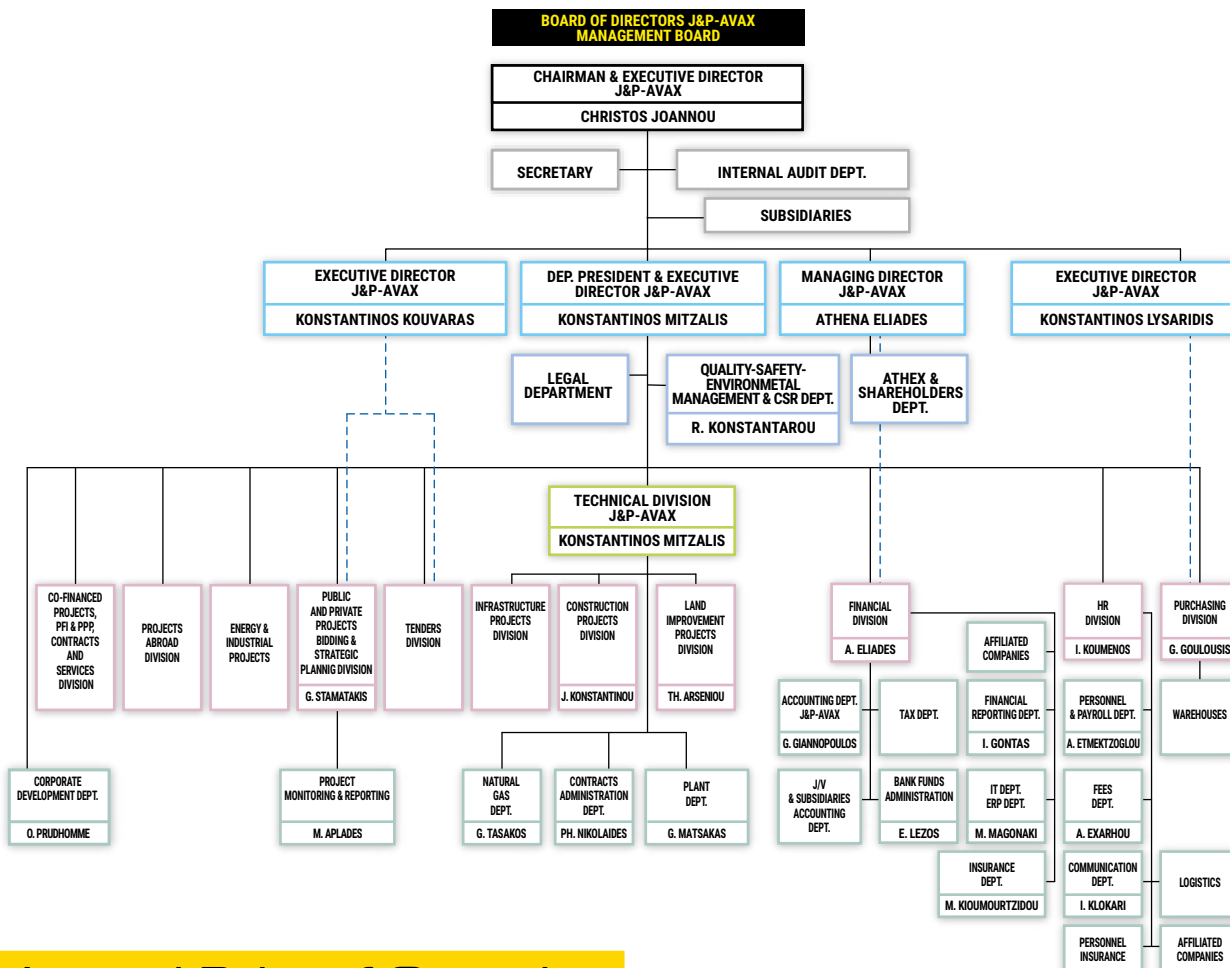 BOARD OF DIRECTORS J&P-AVAX
MANAGEMENT BOARD
CHAIRMAN & EXECUTIVE DIRECTOR
J&P-AVAX
CHRISTOS JOANNOU
SECRETARY
INTERNAL AUDIT DEPT.
SUBSIDIARIES
EXECUTIVE DIRECTOR
J&P-AVAX
KONSTANTINOS KOUVARAS
DEP. PRESIDENT & EXECUTIVE
DIRECTOR J&P-AVAX
KONSTANTINOS MITZALIS
MANAGING DIRECTOR
J&P-AVAX
ATHENA ELIADES
EXECUTIVE DIRECTOR
J&P-AVAX
KONSTANTINOS LYSARIDIS
LEGAL
DEPARTMENT
QUALITY-SAFETY-
ENVIRONMETAL
MANAGEMENT & CSR DEPT.
R. KONSTANTAROU
ATHEX &
SHAREHOLDERS
DEPT.
TECHNICAL DIVISION
J&P-AVAX
KONSTANTINOS MITZALIS
CO-FINANCED
PROJECTS,
PFI & PPP,
CONTRACTS
AND
SERVICES
DIVISION
PROJECTS
ABROAD
DIVISION
ENERGY &
INDUSTRIAL
PROJECTS
PUBLIC
AND PRIVATE
PROJECTS
BIDDING &
STRATEGIC
PLANNIG DIVISION
G. STAMATAKIS
TENDERS
DIVISION
INFRASTRUCTURE
PROJECTS
DIVISION
CONSTRUCTION
PROJECTS
DIVISION
J. KONSTANTINOU
LAND
IMPROVEMENT
PROJECTS
DIVISION
TH. ARSENIOU
FINANCIAL
DIVISION
A. ELIADES
AFFILIATED
COMPANIES
HR
DIVISION
I. KOUMENOS
PURCHASING
DIVISION
G. GOULOUSIS
ACCOUNTING DEPT.
J&P-AVAX
G. GIANNOPOULOS
TAX DEPT.
FINANCIAL
REPORTING DEPT.
I. GONTAS
PERSONNEL
& PAYROLL DEPT.
A. ETMEKTZOGLOU
WAREHOUSES
CORPORATE
DEVELOPMENT DEPT.
O. PRUDHOMME
PROJECT
MONITORING & REPORTING
M. APLADES
NATURAL
GAS
DEPT.
G. TASAKOS
CONTRACTS
ADMINISTRATION
DEPT.
PH. NIKOLAIDES
PLANT
DEPT.
G. MATSAKAS
J/V
& SUBSIDIARIES
ACCOUNTING
DEPT.
BANK FUNDS
ADMINISTRATION
E. LEZOS
IT DEPT.
ERP DEPT.
M. MAGONAKI
FEES
DEPT.
A. EXARHOU
INSURANCE
DEPT.
M. KIOUMOURTZIDOU
COMMUNICATION
DEPT.
I. KLOKARI
LOGISTICS
PERSONNEL
INSURANCE
AFFILIATED
COMPANIES